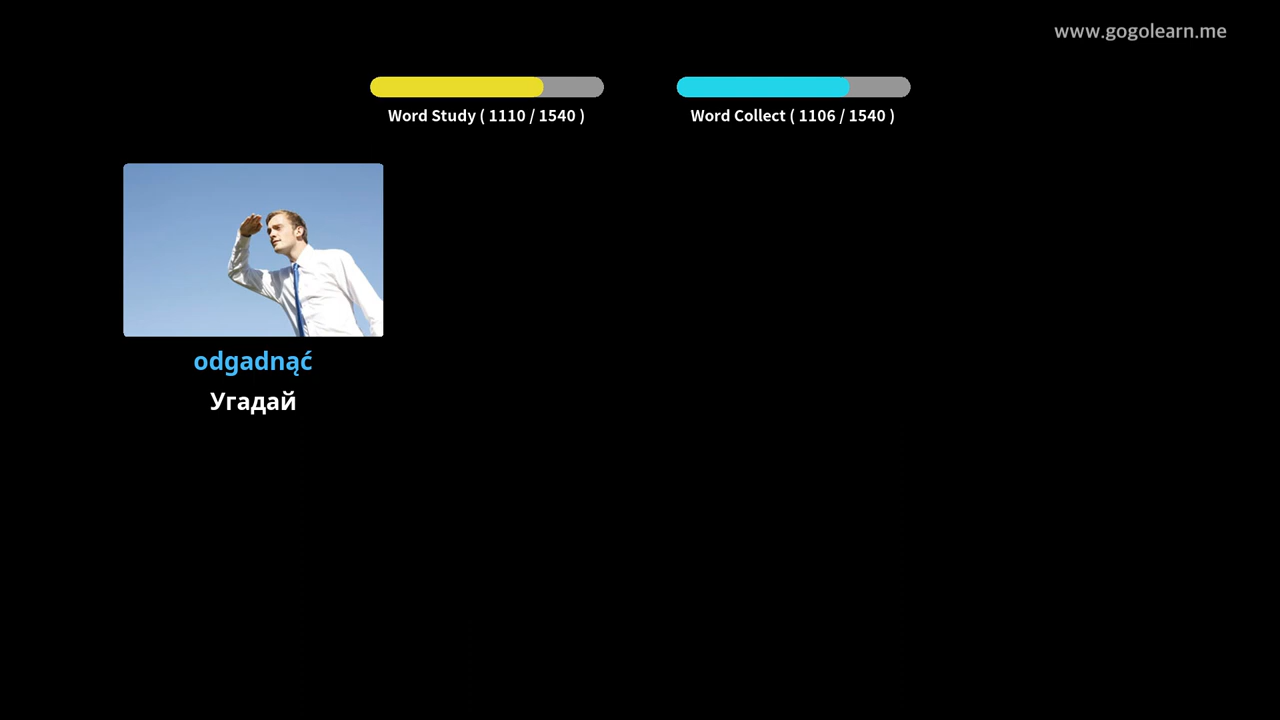 www.gogolearn.me
Word Study ( 1110 / 1540 )
Word Collect ( 1106 / 1540 )
odgadnąć
Угадай